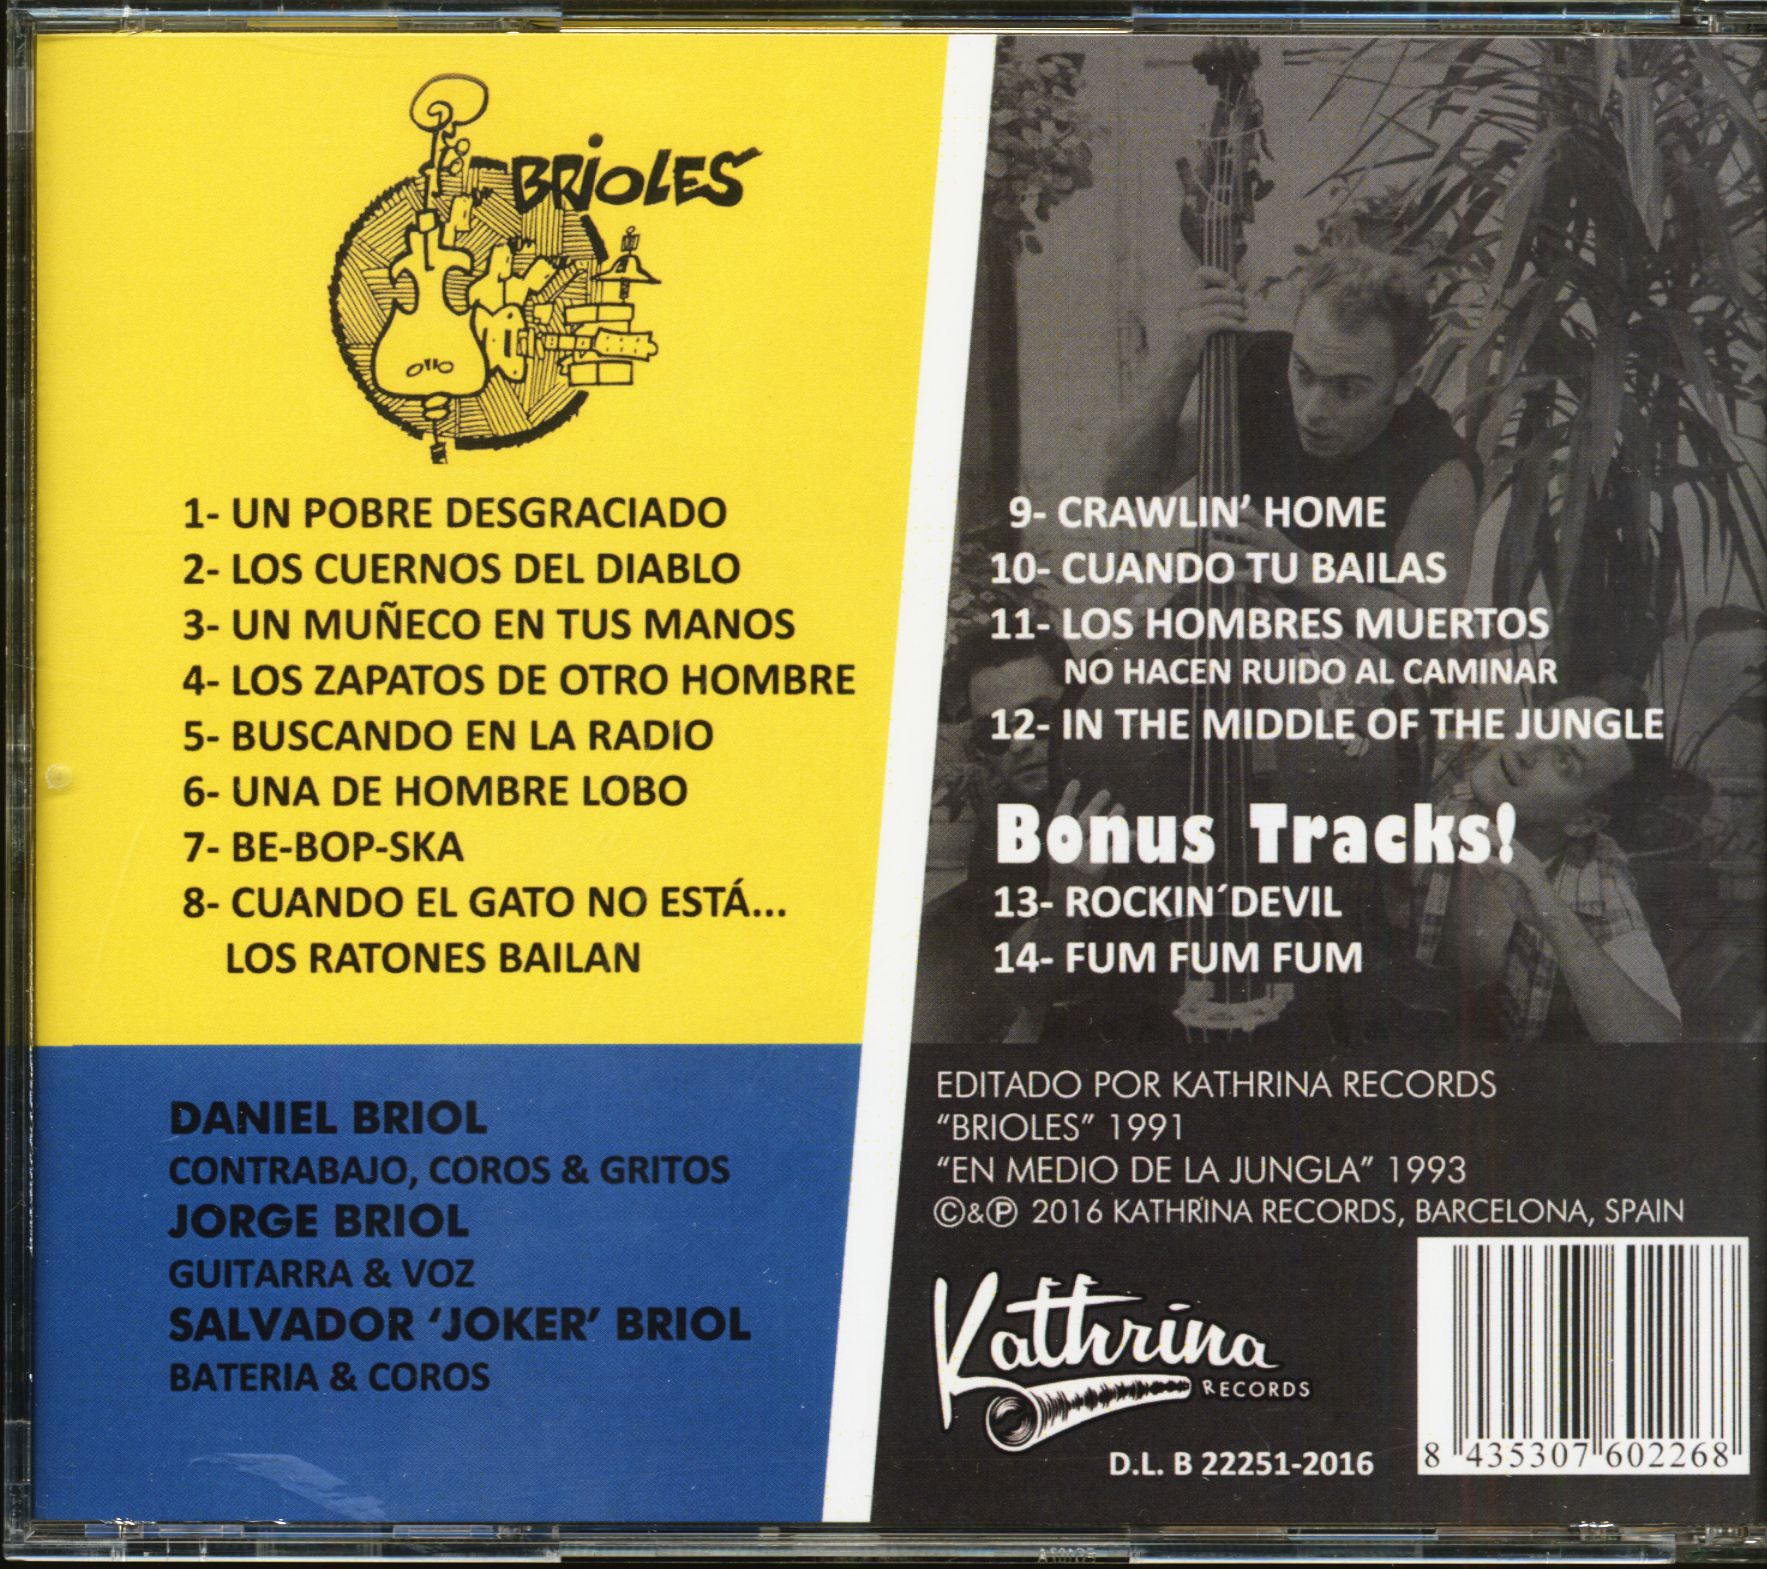 BRIOLES
1- UN POBRE DESGRACIADO
2- LOS CUERNOS DEL DIABLO
3- UN MUÑECO EN TUS MANOS
4- LOS ZAPATOS DE OTRO HOMBRE
5- BUSCANDO EN LA RADIO
6- UNA DE HOMBRE LOBO
7- BE-BOP-SKA
8- CUANDO EL GATO NO ESTÁ...
LOS RATONES BAILAN
9- CRAWLIN’ HOME
10- CUANDO TU BAILAS
11- LOS HOMBRES MUERTOS
NO HACEN RUIDO AL CAMINAR
12- IN THE MIDDLE OF THE JUNGLE
Bonus Tracks!
13- ROCKIN´DEVIL
14- FUM FUM FUM
DANIEL BRIOL
CONTRABAJO, COROS & GRITOS
JORGE BRIOL
GUITARRA & VOZ
SALVADOR ‘JOKER’ BRIOL
BATERIA & COROS
EDITADO POR KATHRINA RECORDS
“BRIOLES” 1991
“EN MEDIO DE LA JUNGLA” 1993
©&℗ 2016 KATHRINA RECORDS, BARCELONA, SPAIN
Kathrina
RECORDS
D.L. B 22251-2016
8 435307 602268